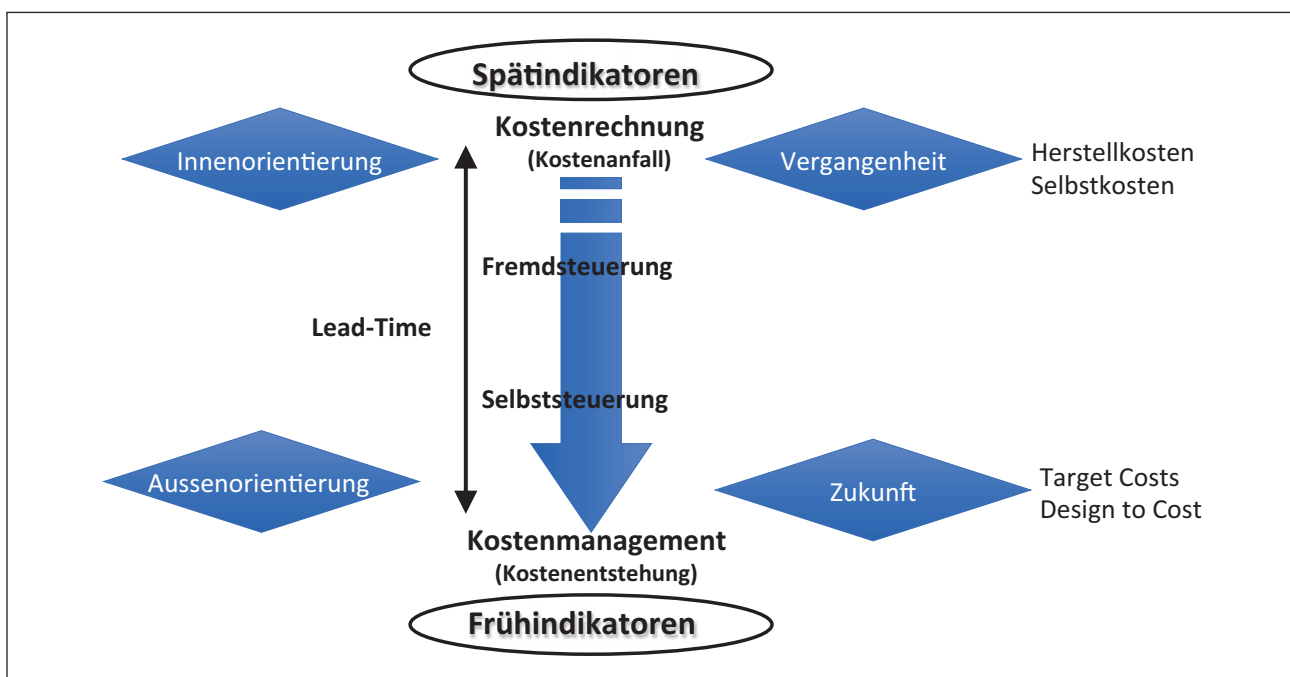 Spätindikatoren
Kostenrechnung
(Kostenanfall)
Innenorientierung
Vergangenheit
Herstellkosten
Selbstkosten
Fremdsteuerung
Lead-Time
Selbststeuerung
Aussenorientierung
Zukunft
Target Costs
Design to Cost
Kostenmanagement
(Kostenentstehung)
Frühindikatoren